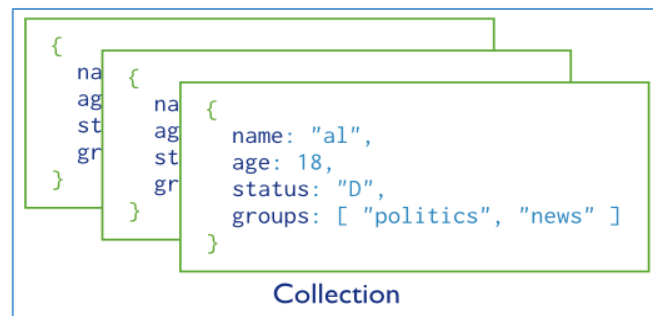 {
na
ag
st
gr
}
{
na
ag
st
gr
}
{
name: "al",
age: 18,
status: "D",
groups: [ "politics", "news" ]
}
Collection